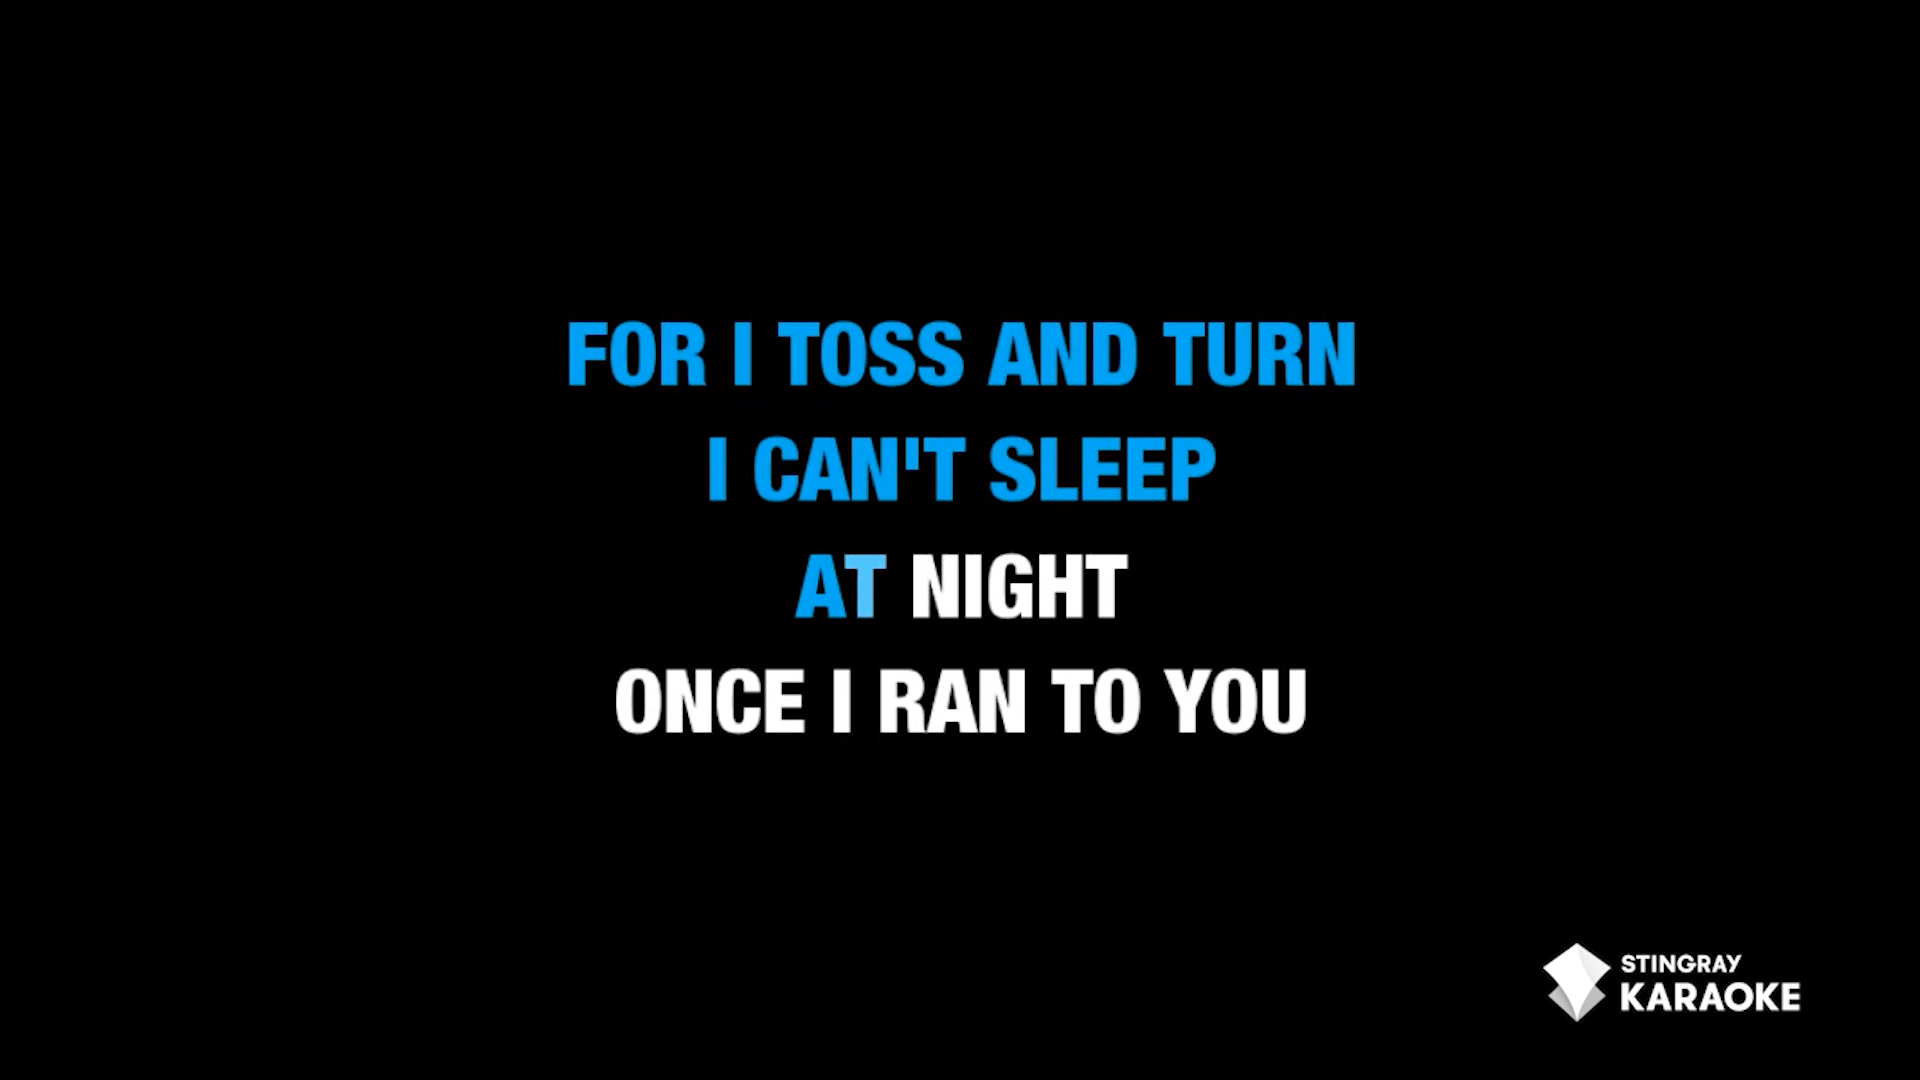 FOR I TOSS AND TURN
I CAN'T SLEEP
AT NIGHT
ONCE I RAN TO YOU
STINGRAY
KARAOKE